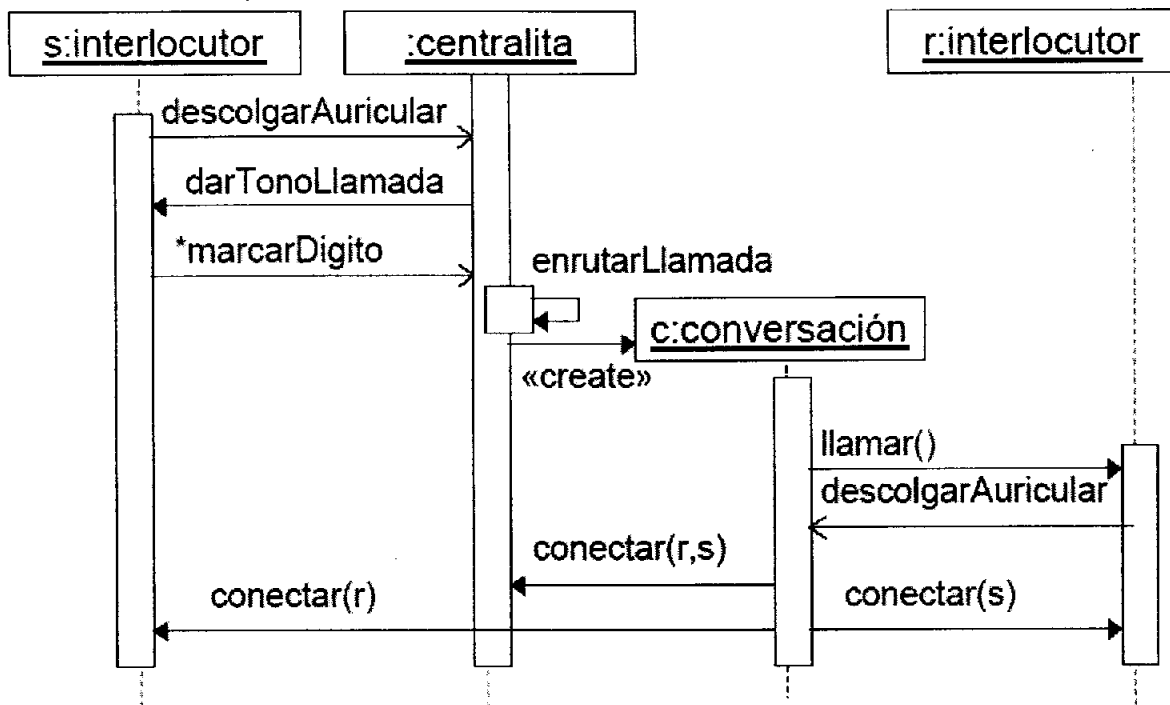 s:interlocutor
:centralita
r:interlocutor
descolgarAuricular
darTonoLlamada
*marcarDigito
enrutarLlamada
c:conversación
«create»
llamar()
descolgarAuricular
conectar(r,s)
conectar(r)
conectar(s)